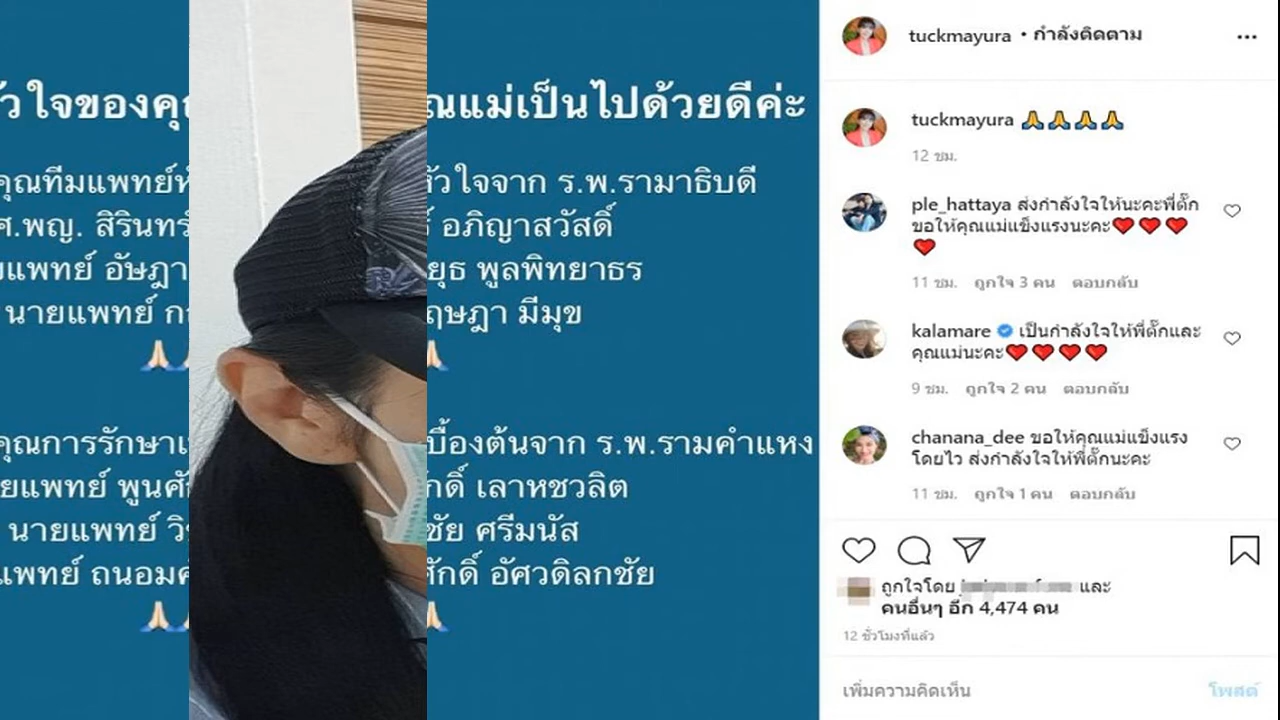 หัวใจของคุณแม่เป็นไปด้วยดีค่ะ
คุณทีมแพทย์หัวใจจาก ร.พ.รามาธิบดี
ศ.พญ. สิรินทร์ อภิญาสวัสดิ์
นายแพทย์ อัษฎา ยุธ พูลพิทยาธร
นายแพทย์ กฤษฎา มีมุข
🙏🏻
คุณการรักษาเบื้องต้นจาก ร.พ.รามคำแหง
นายแพทย์ พูนศักดิ์ เลาหชวลิต
นายแพทย์ วิชัย ศรีมนัส
แพทย์ ถนอมศักดิ์ อัศวดิลกชัย
🙏🏻
tuckmayura • กำลังติดตาม
tuckmayura 🙏🙏🙏🙏
12 ชม.
ple_hattaya ส่งกำลังใจให้นะคะพี่ตั๊ก
ขอให้คุณแม่แข็งแรงนะคะ❤️❤️❤️
❤️
11 ชม. ถูกใจ 3 คน ตอบกลับ
kalamare เป็นกำลังใจให้พี่ตั๊กและ
คุณแม่นะคะ❤️❤️❤️❤️
9 ชม. ถูกใจ 2 คน ตอบกลับ
chanana_dee ขอให้คุณแม่แข็งแรง
โดยไว ส่งกำลังใจให้พี่ตั๊กนะคะ
11 ชม. ถูกใจ 1 คน ตอบกลับ
ถูกใจโดย และ
คนอื่นๆ อีก 4,474 คน
12 ชั่วโมงที่แล้ว
เพิ่มความคิดเห็น
โพสต์